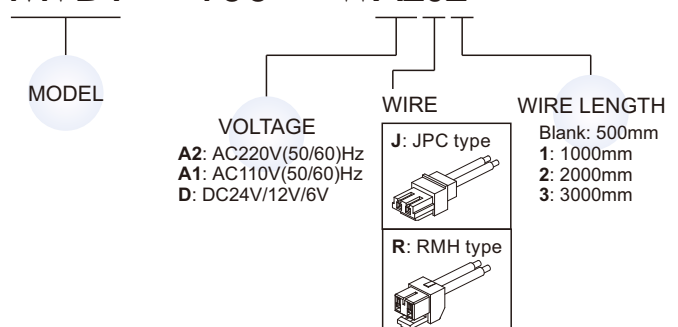 MODEL
VOLTAGE
A2: AC220V(50/60)Hz
A1: AC110V(50/60)Hz
D: DC24V/12V/6V
WIRE
J: JPC type
R: RMH type
WIRE LENGTH
Blank: 500mm
1: 1000mm
2: 2000mm
3: 3000mm